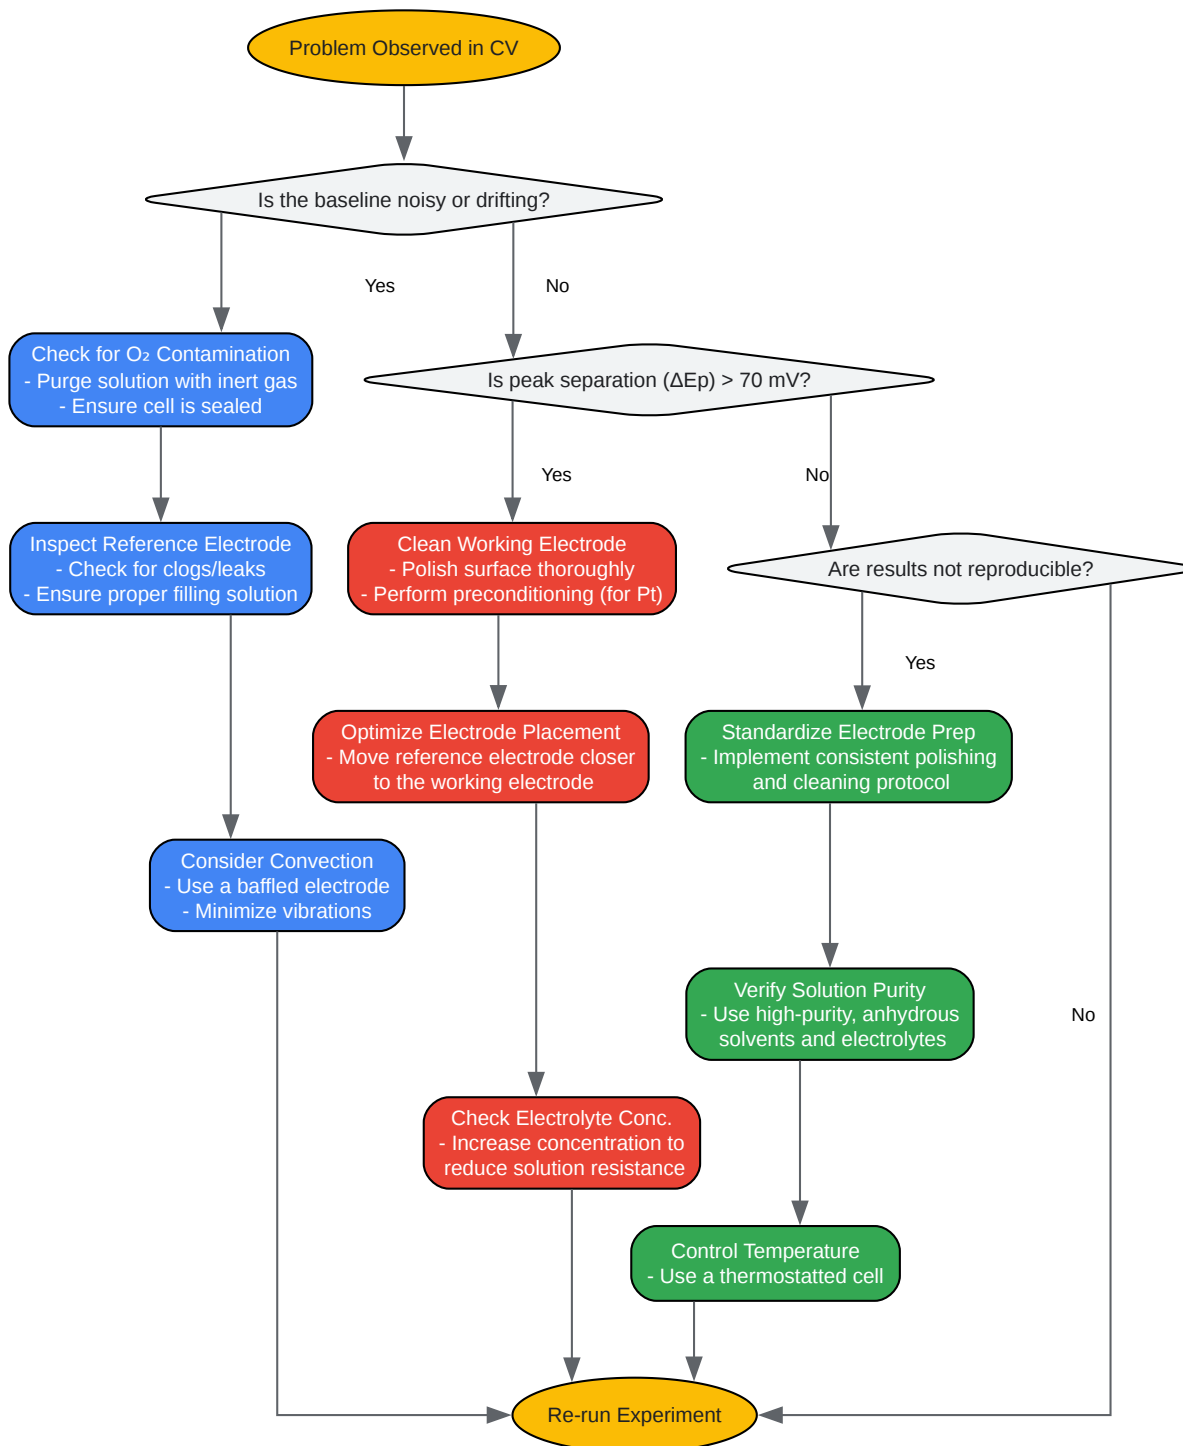 Problem Observed in CV
Is the baseline noisy or drifting?
Yes
No
Check for O₂ Contamination
- Purge solution with inert gas
- Ensure cell is sealed
Is peak separation (ΔEp) > 70 mV?
Yes
No
Inspect Reference Electrode
- Check for clogs/leaks
- Ensure proper filling solution
Clean Working Electrode
- Polish surface thoroughly
- Perform preconditioning (for Pt)
Are results not reproducible?
Yes
Optimize Electrode Placement
- Move reference electrode closer
to the working electrode
Standardize Electrode Prep
- Implement consistent polishing
and cleaning protocol
Consider Convection
- Use a baffled electrode
- Minimize vibrations
Verify Solution Purity
- Use high-purity, anhydrous
solvents and electrolytes
No
Check Electrolyte Conc.
- Increase concentration to
reduce solution resistance
Control Temperature
- Use a thermostatted cell
Re-run Experiment